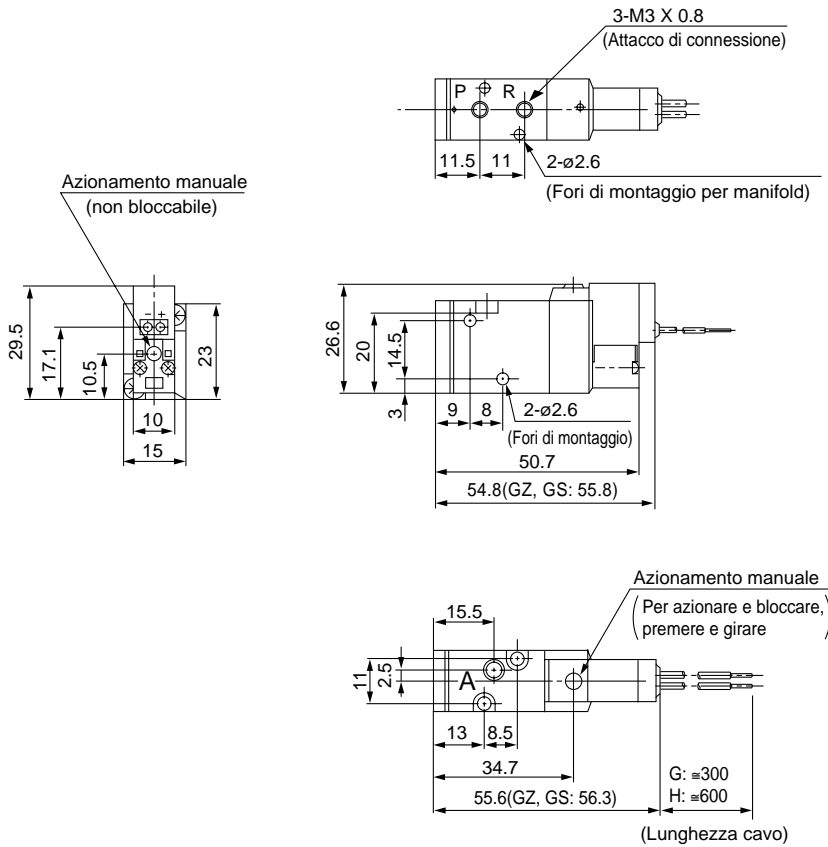 3-M3 X 0.8
(Attacco di connessione)
P
R
11.5
11
2-ø2.6
(Fori di montaggio per manifold)
Azionamento manuale
(non bloccabile)
29.5
17.1
10.5
- +
23
10
15
26.6
20
14.5
3
9
8
2-ø2.6
(Fori di montaggio)
50.7
54.8(GZ, GS: 55.8)
Azionamento manuale
(Per azionare e bloccare,
premere e girare)
15.5
11
2.5
A
13
8.5
34.7
55.6(GZ, GS: 56.3)
G: ≅300
H: ≅600
(Lunghezza cavo)